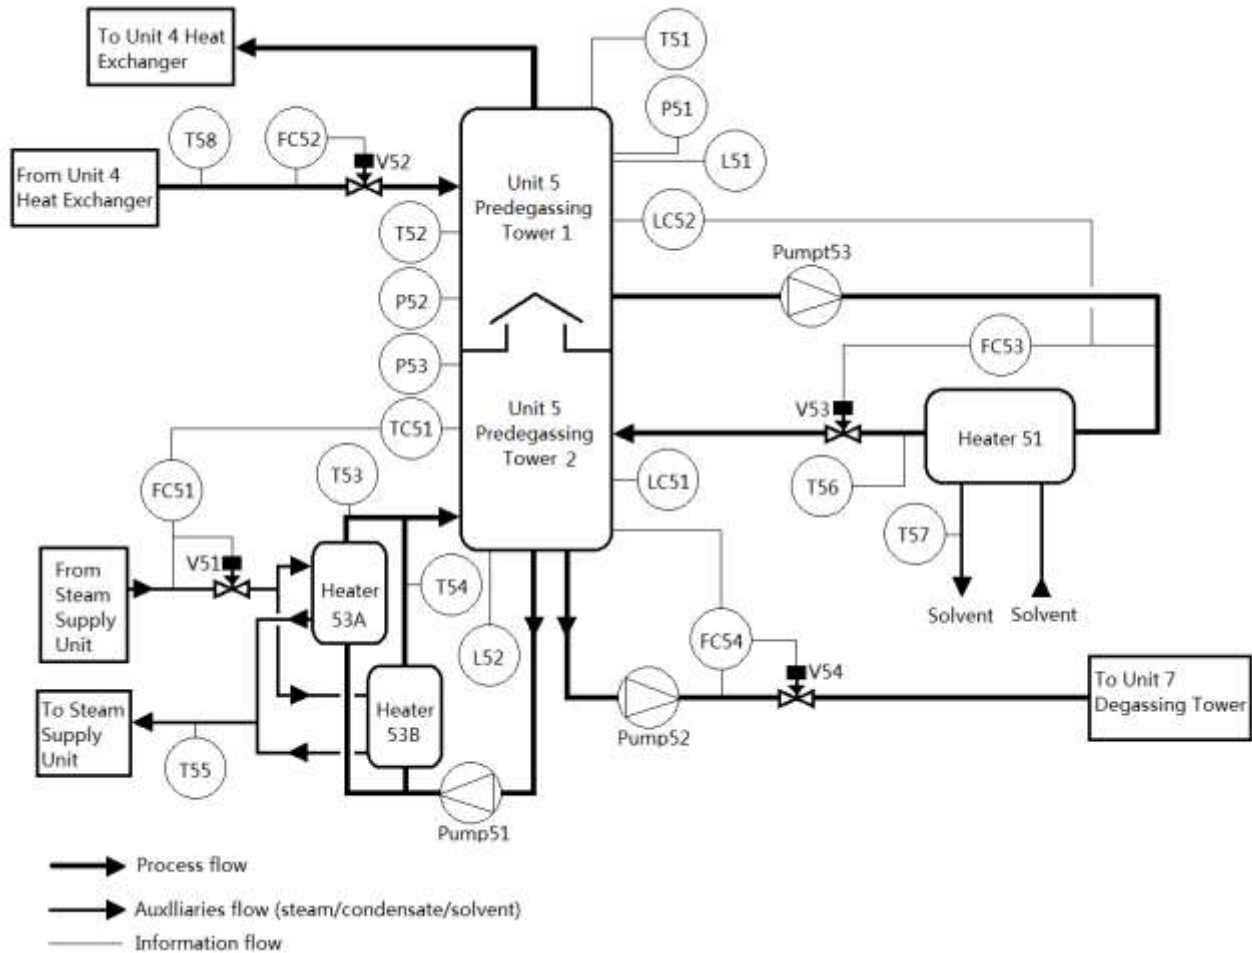 To Unit 4 Heat
Exchanger
T51
P51
T58
FC52
V52
L51
From Unit 4
Heat Exchanger
Unit 5
Predegassing
Tower 1
T52
LC52
Pumpt53
P52
P53
FC53
Unit 5
Predegassing
Tower 2
TC51
V53
Heater 51
T53
FC51
LC51
T56
T57
V51
From
Steam
Supply
Unit
Heater
53A
T54
Solvent
Solvent
L52
FC54
V54
To Unit 7
Degassing Tower
To Steam
Supply
Unit
Heater
53B
T55
Pump52
Pump51
Process flow
Auxlliaries flow (steam/condensate/solvent)
Information flow